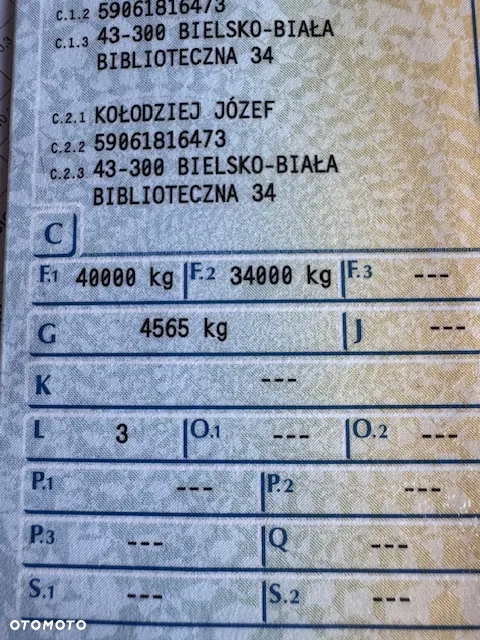 C.1.2 59061816473
C.1.3 43-300 BIELSKO-BIAŁA
BIBLIOTECZNA 34
C.2.1 KOŁODZIEJ JÓZEF
C.2.2 59061816473
C.2.3 43-300 BIELSKO-BIAŁA
BIBLIOTECZNA 34
C
F.1 40000 kg F.2 34000 kg F.3 ---
G 4565 kg J ---
K ---
L 3 O.1 --- O.2 ---
P.1 --- P.2 ---
P.3 --- Q ---
S.1 --- S.2 ---
OTOMOTO